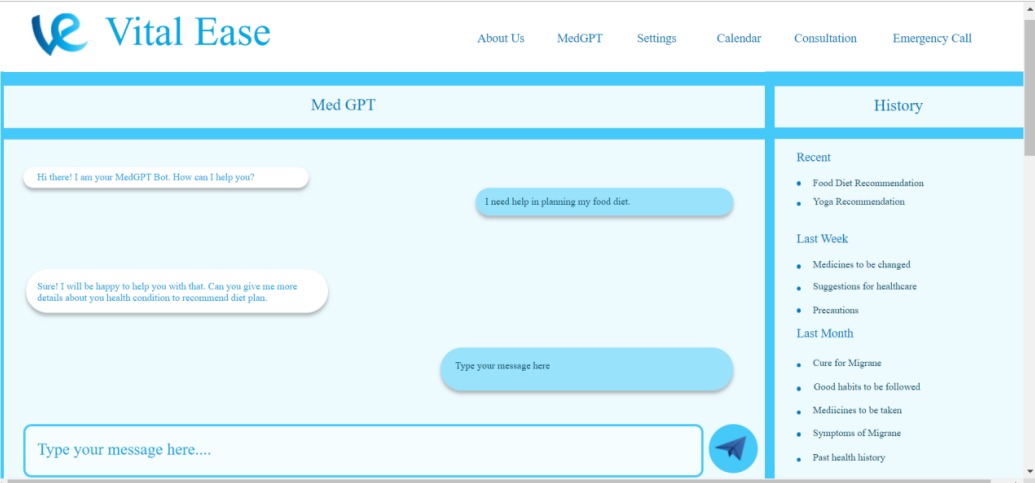 Vital Ease
About Us MedGPT Settings Calendar Consultation Emergency Call
Med GPT
Hi there! I am your MedGPT Bot. How can I help you?
I need help in planning my food diet.
Sure! I will be happy to help you with that. Can you give me more
details about you health condition to recommend diet plan.
Type your message here
Type your message here....
History
Recent
Food Diet Recommendation
Yoga Recommendation
Last Week
Medicines to be changed
Suggestions for healthcare
Precautions
Last Month
Cure for Migrane
Good habits to be followed
Mediicines to be taken
Symptoms of Migrane
Past health history